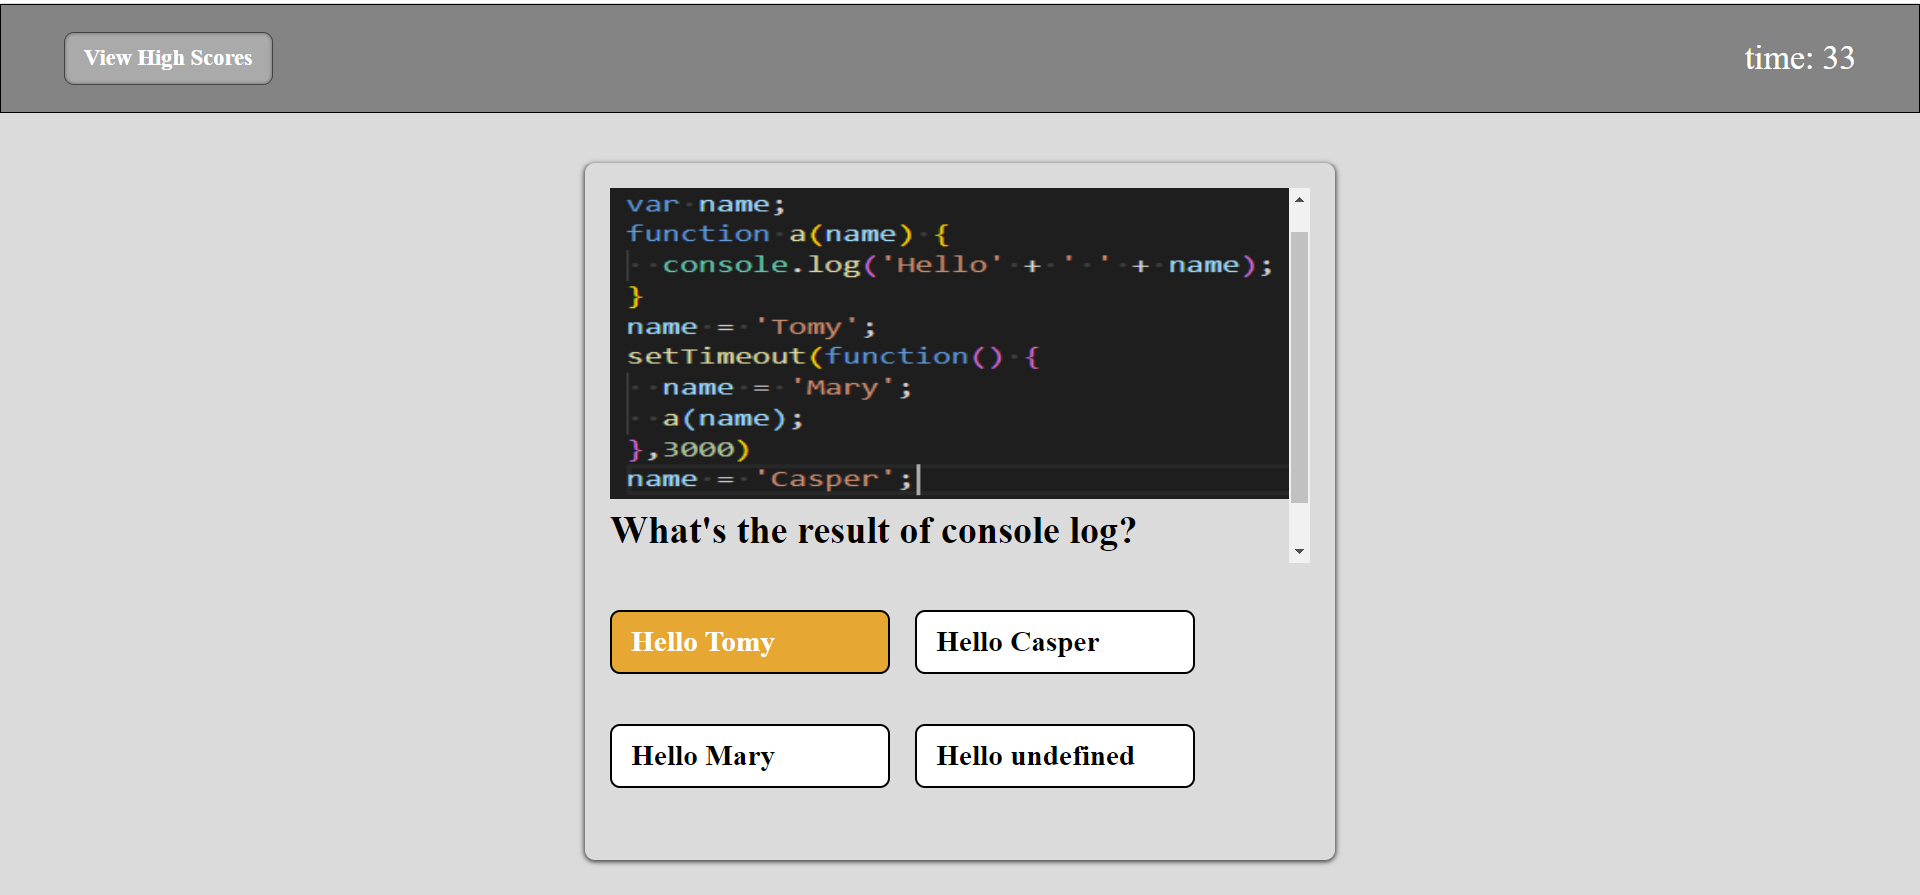 View High Scores
time: 33
var name;
function a(name) {
  console.log('Hello' + ' ' + name);
}
name = 'Tomy';
setTimeout(function() {
  name = 'Mary';
  a(name);
},3000)
name = 'Casper';
What's the result of console log?
Hello Tomy
Hello Casper
Hello Mary
Hello undefined